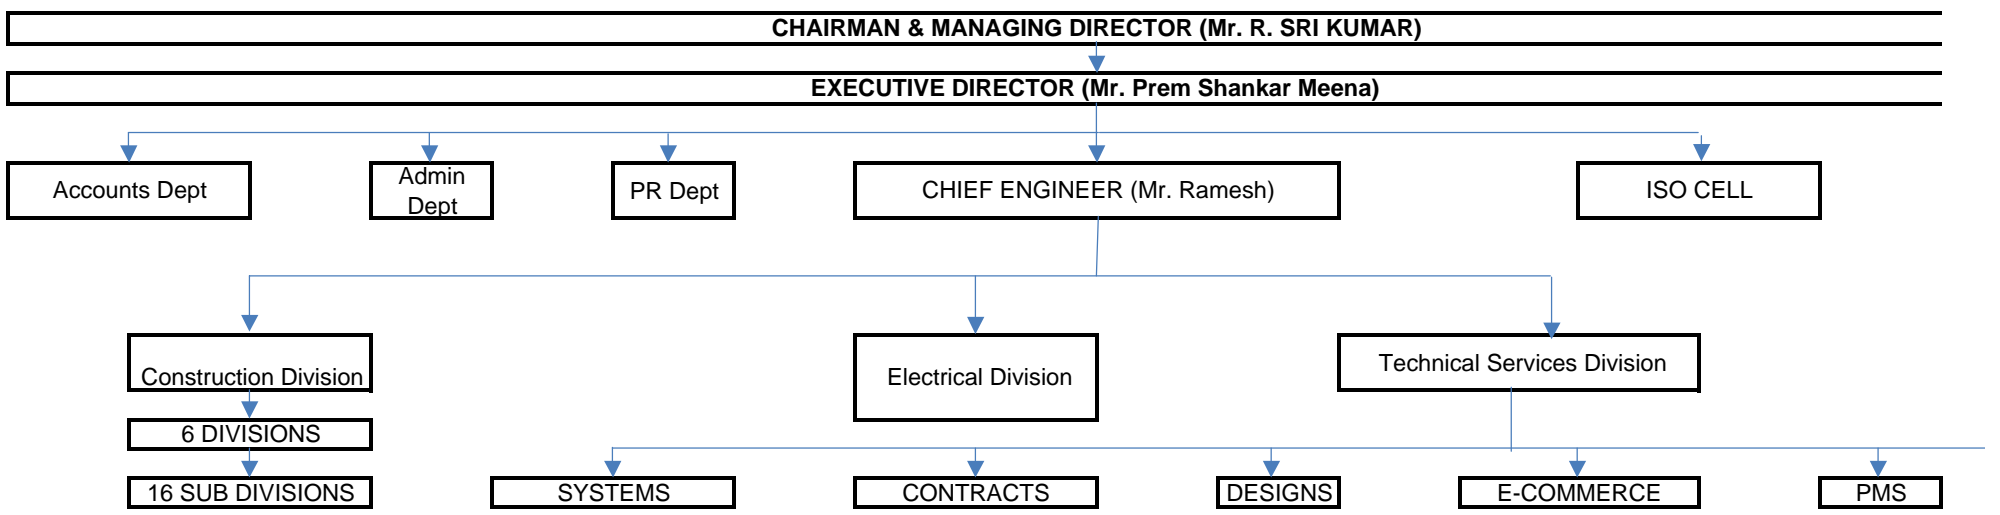 CHAIRMAN & MANAGING DIRECTOR (Mr. R. SRI KUMAR)
EXECUTIVE DIRECTOR (Mr. Prem Shankar Meena)
Accounts Dept
Admin
Dept
PR Dept
CHIEF ENGINEER (Mr. Ramesh)
ISO CELL
Construction Division
Electrical Division
Technical Services Division
6 DIVISIONS
16 SUB DIVISIONS
SYSTEMS
CONTRACTS
DESIGNS
E-COMMERCE
PMS